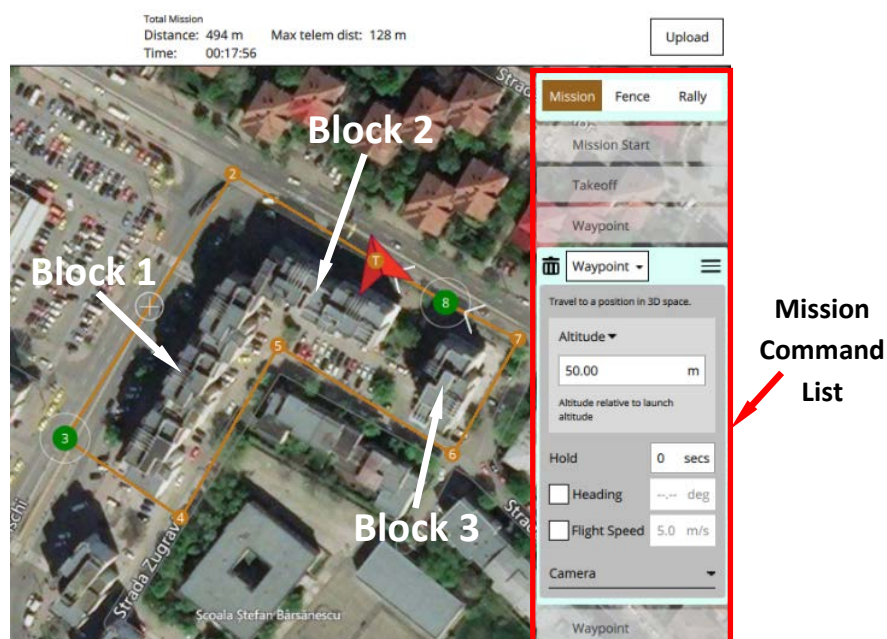 Total Mission
Distance: 494 m Max telem dist: 128 m
Time: 00:17:56
Upload
Mission Fence Rally
Mission Start
Takeoff
Waypoint
Waypoint
Travel to a position in 3D space.
Altitude
50.00 m
Altitude relative to launch
altitude
Hold 0 secs
Heading --.-- deg
Flight Speed 5.0 m/s
Camera
Waypoint
Mission
Command
List
Block 2
Block 1
Block 3
2
T
8
5
7
3
6
4
Strada Zugrav
Școala Ștefan Bârsănescu